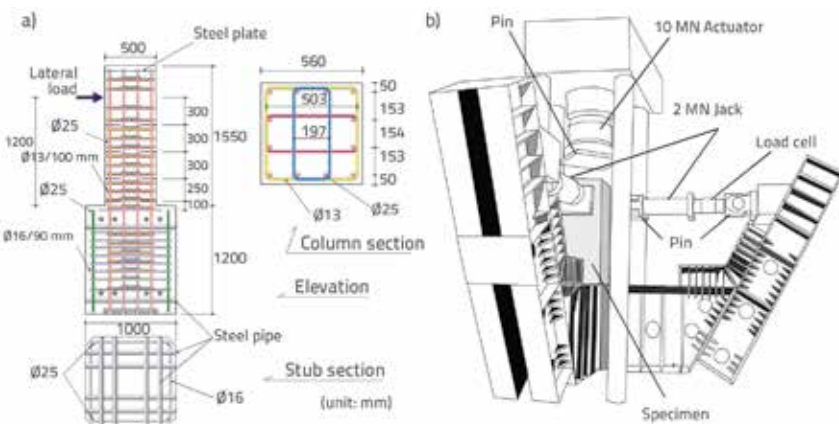 a)
Steel plate
500
Lateral
load
Ø25
1200
Ø13/100 mm
Ø25
Ø16/90 mm
300
300
300
250
100
1550
1200
1000
560
503
197
50
153
154
153
50
Ø13
Ø25
Column section
Elevation
Steel pipe
Ø25
Ø16
Stub section
(unit: mm)
b)
Pin
10 MN Actuator
2 MN Jack
Load cell
Pin
Specimen